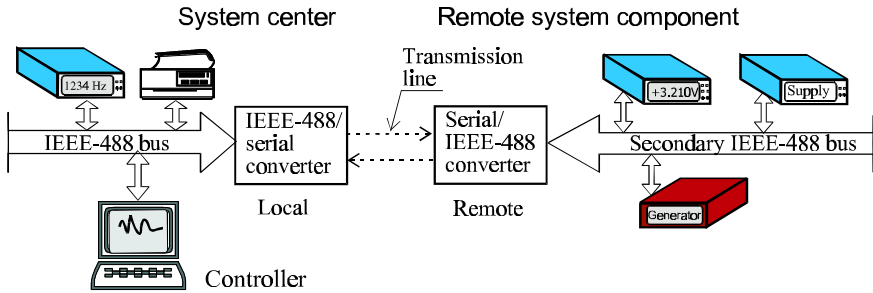 System center
Remote system component
1234 Hz
Transmission
line
+3.210V
Supply
IEEE-488 bus
IEEE-488/
serial
converter
Serial/
IEEE-488
converter
Secondary IEEE-488 bus
Local
Remote
Generator
Controller